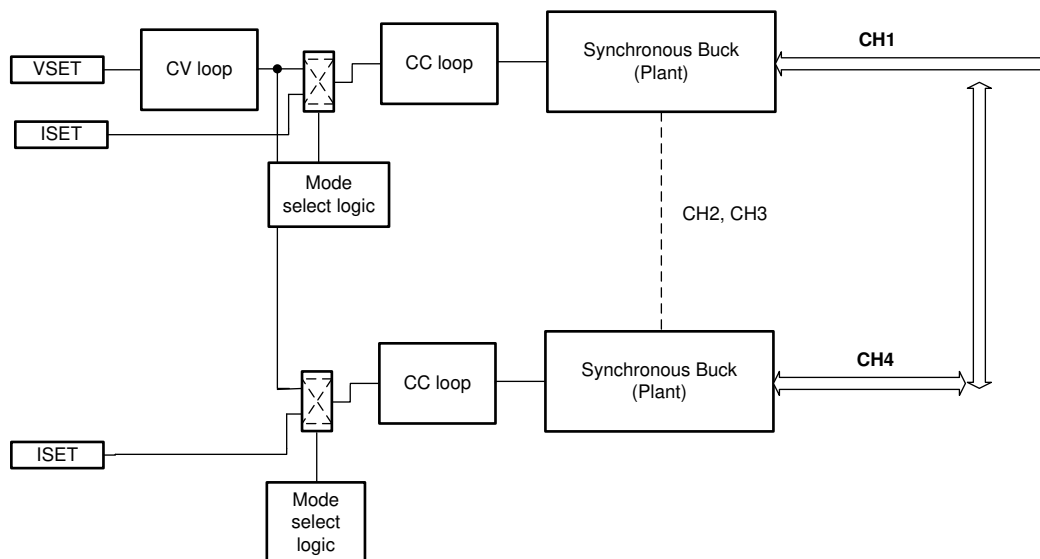 CH1
Synchronous Buck
(Plant)
CV loop
CC loop
VSET
ISET
Mode
select logic
CH2, CH3
Synchronous Buck
(Plant)
CH4
CC loop
ISET
Mode
select
logic